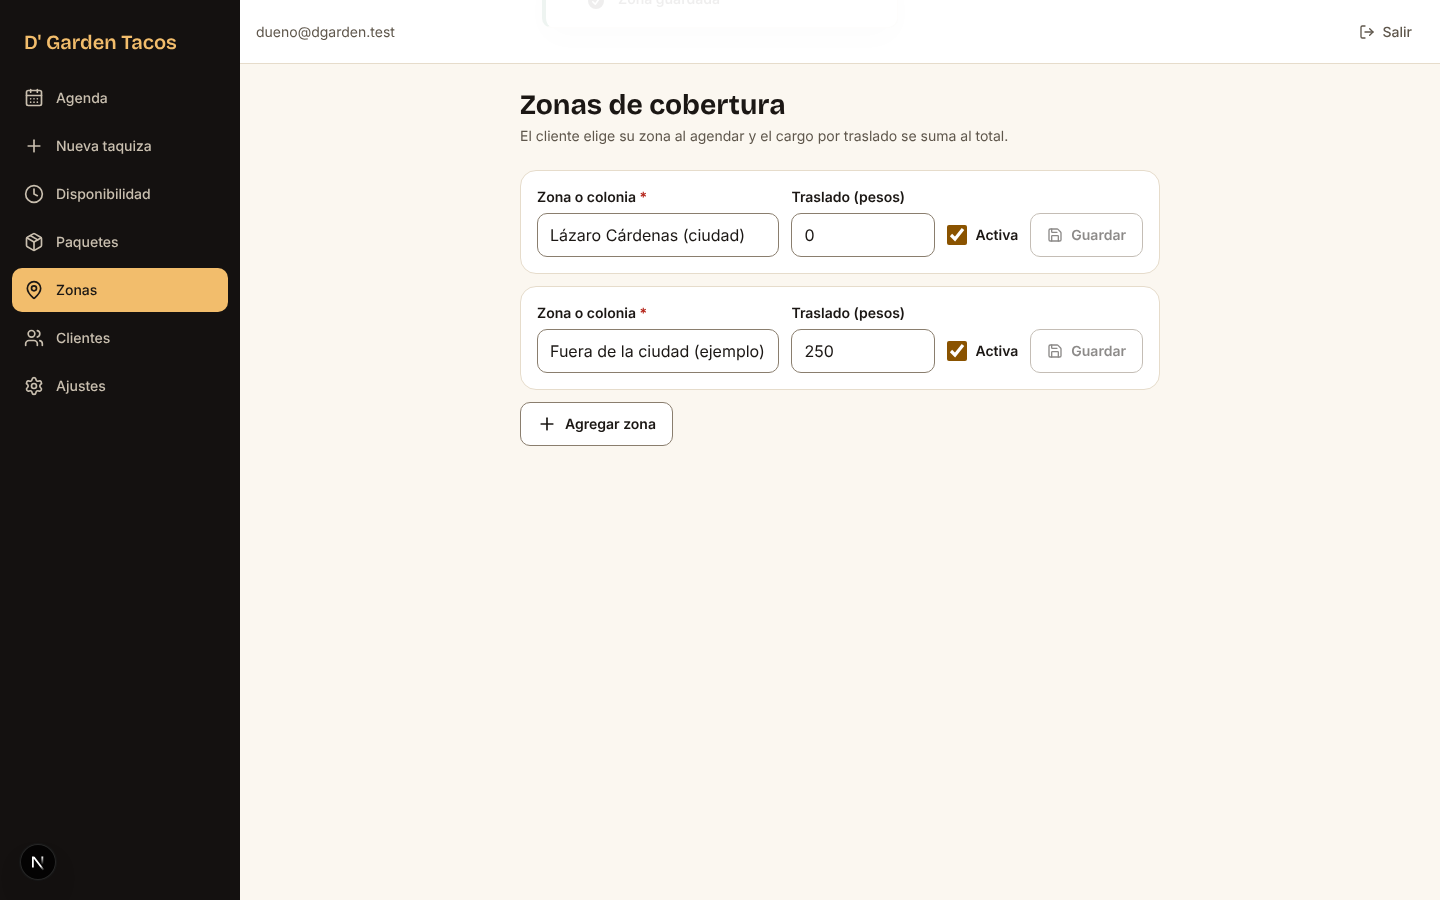 D' Garden Tacos
Agenda
Nueva taquiza
Disponibilidad
Paquetes
Zonas
Clientes
Ajustes
N
Zona guardada
dueno@dgarden.test
Salir
Zonas de cobertura
El cliente elige su zona al agendar y el cargo por traslado se suma al total.
Zona o colonia *
Traslado (pesos)
Lázaro Cárdenas (ciudad)
0
Activa
Guardar
Zona o colonia *
Traslado (pesos)
Fuera de la ciudad (ejemplo)
250
Activa
Guardar
Agregar zona